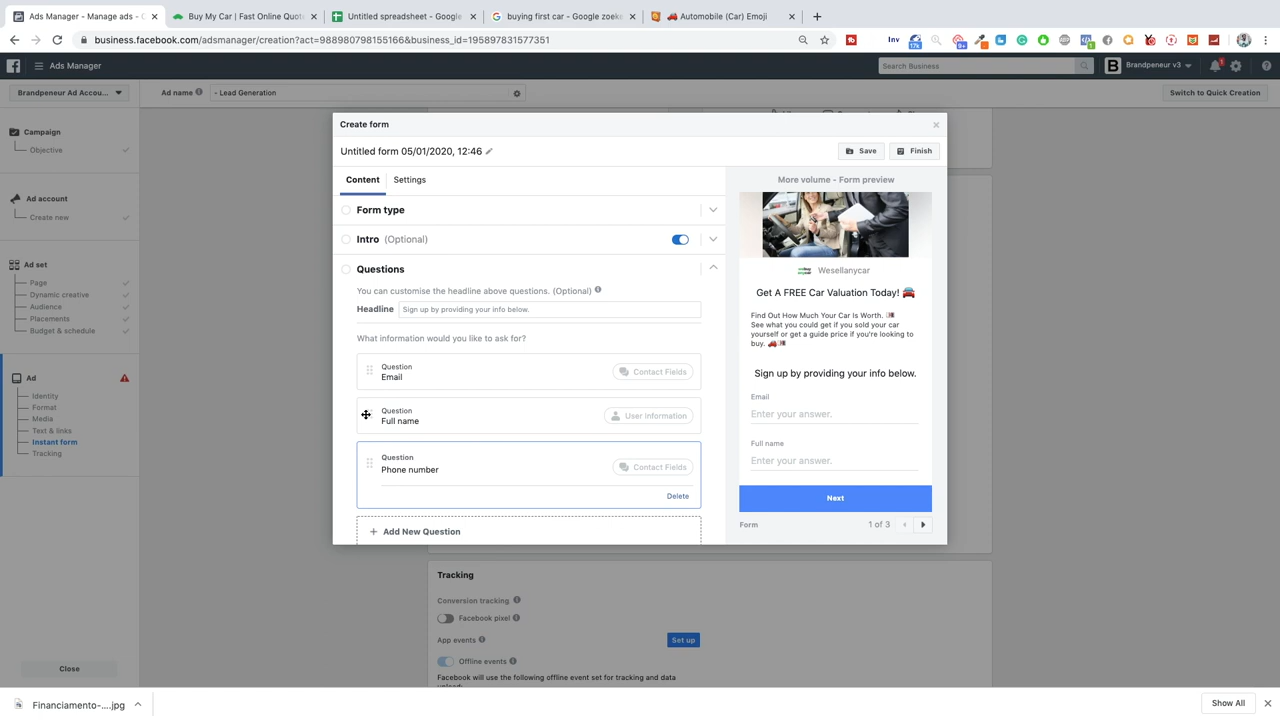 Ads Manager - Manage ads - C
Buy My Car | Fast Online Quote
Untitled spreadsheet - Google
buying first car - Google zoeke
🚗 Automobile (Car) Emoji
business.facebook.com/adsmanager/creation?act=988980798155166&business_id=195897831577351
Inv
17k
9+
1
Ads Manager
Search Business
B
Brandpeneur v3
1
Brandpeneur Ad Accou...
Ad name
- Lead Generation
Switch to Quick Creation
Campaign
Objective
Ad account
Create new
Ad set
Page
Dynamic creative
Audience
Placements
Budget & schedule
Ad
Identity
Format
Media
Text & links
Instant form
Tracking
Close
Create form
Untitled form 05/01/2020, 12:46
Save
Finish
Content
Settings
Form type
Intro (Optional)
Questions
You can customise the headline above questions. (Optional)
Headline
Sign up by providing your info below.
What information would you like to ask for?
Question
Email
Contact Fields
Question
Full name
User Information
Question
Phone number
Contact Fields
Delete
+ Add New Question
More volume - Form preview
Wesellanycar
Get A FREE Car Valuation Today! 🚘
Find Out How Much Your Car Is Worth.
See what you could get if you sold your car
yourself or get a guide price if you're looking to
buy.
Sign up by providing your info below.
Email
Enter your answer.
Full name
Enter your answer.
Next
Form
1 of 3
Tracking
Conversion tracking
Facebook pixel
App events
Set up
Offline events
Facebook will use the following offline event set for tracking and data
upload:
Financiamento-....jpg
Show All